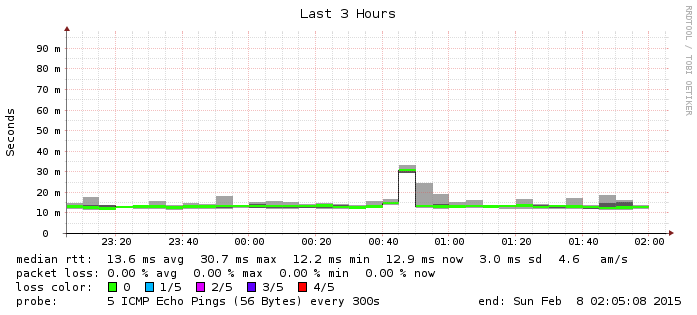 Last 3 Hours
RRDTOOL / TOBI OETIKER
Seconds
90 m
80 m
70 m
60 m
50 m
40 m
30 m
20 m
10 m
0
23:20 23:40 00:00 00:20 00:40 01:00 01:20 01:40 02:00
median rtt: 13.6 ms avg 30.7 ms max 12.2 ms min 12.9 ms now 3.0 ms sd 4.6 am/s
packet loss: 0.00 % avg 0.00 % max 0.00 % min 0.00 % now
loss color: 0 1/5 2/5 3/5 4/5
probe: 5 ICMP Echo Pings (56 Bytes) every 300s end: Sun Feb 8 02:05:08 2015